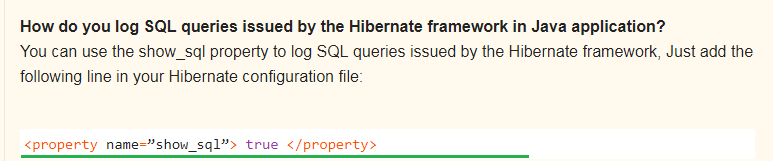 How do you log SQL queries issued by the Hibernate framework in Java application?
You can use the show_sql property to log SQL queries issued by the Hibernate framework, Just add the
following line in your Hibernate configuration file:
<property name=”show_sql”> true </property>